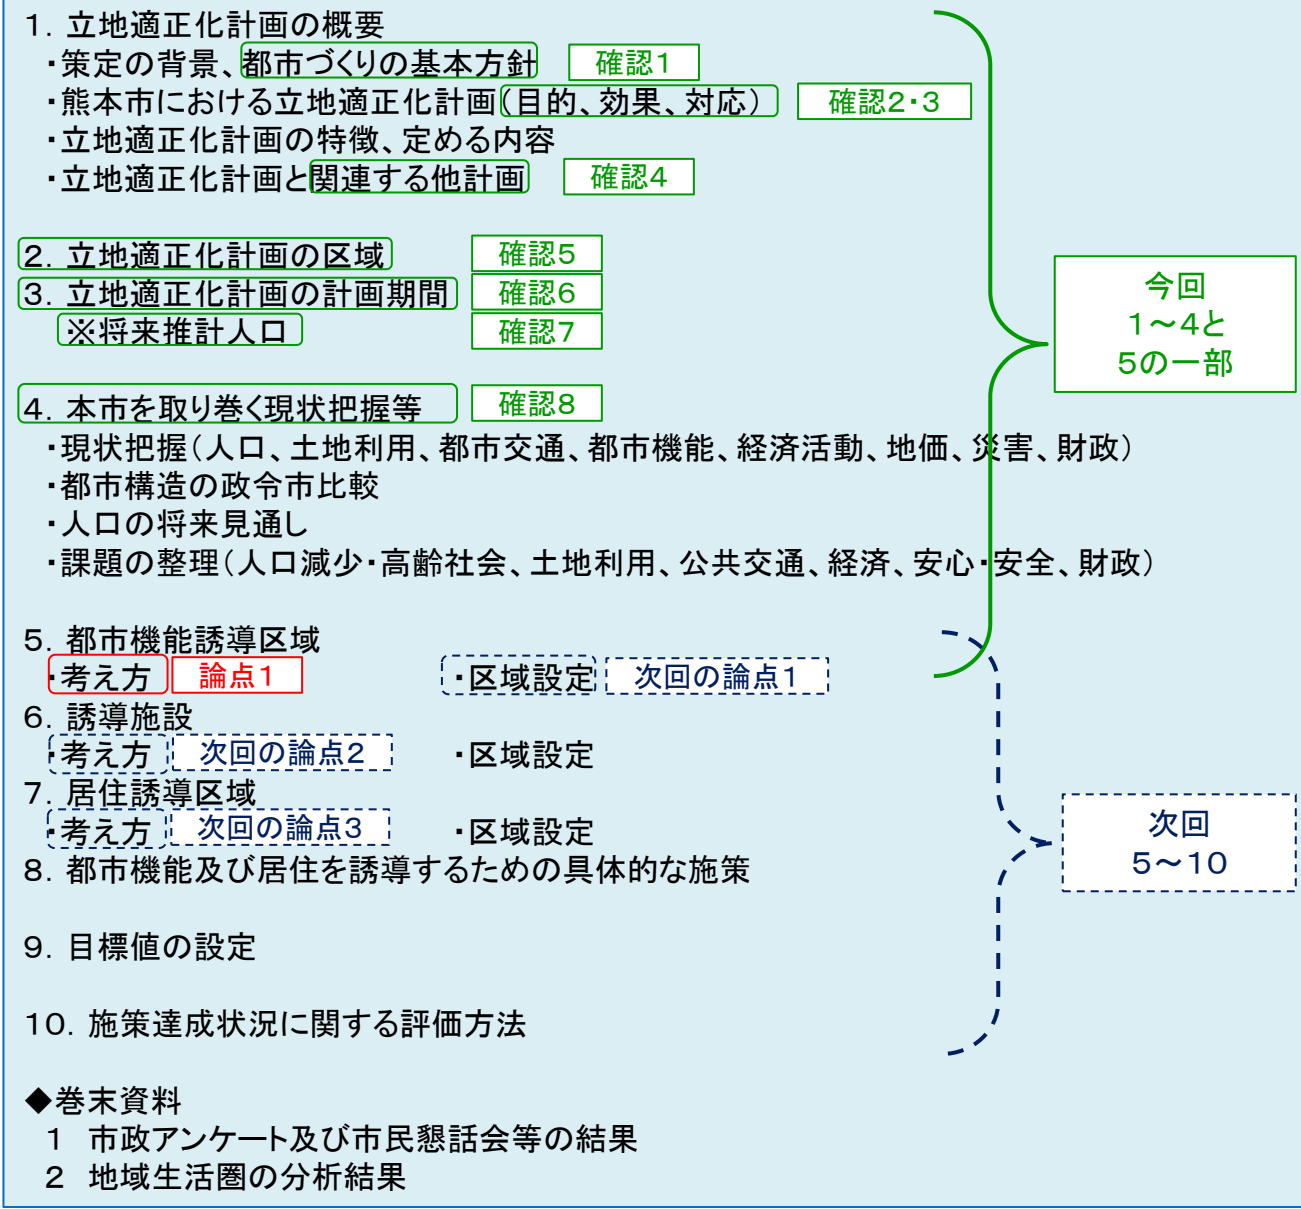 １．立地適正化計画の概要
・策定の背景、都市づくりの基本方針 確認１
・熊本市における立地適正化計画（目的、効果、対応） 確認２・３
・立地適正化計画の特徴、定める内容
・立地適正化計画と関連する他計画 確認４
２．立地適正化計画の区域 確認５
３．立地適正化計画の計画期間 確認６
※将来推計人口 確認７
４．本市を取り巻く現状把握等 確認８
・現状把握（人口、土地利用、都市交通、都市機能、経済活動、地価、災害、財政）
・都市構造の政令市比較
・人口の将来見通し
・課題の整理（人口減少・高齢社会、土地利用、公共交通、経済、安心・安全、財政）
今回
１～４と
５の一部
５．都市機能誘導区域
・考え方 論点１ ・区域設定 次回の論点１
６．誘導施設
・考え方 次回の論点２ ・区域設定
７．居住誘導区域
・考え方 次回の論点３ ・区域設定
８．都市機能及び居住を誘導するための具体的な施策
９．目標値の設定
１０．施策達成状況に関する評価方法
次回
５～１０
◆巻末資料
１ 市政アンケート及び市民懇話会等の結果
２ 地域生活圏の分析結果